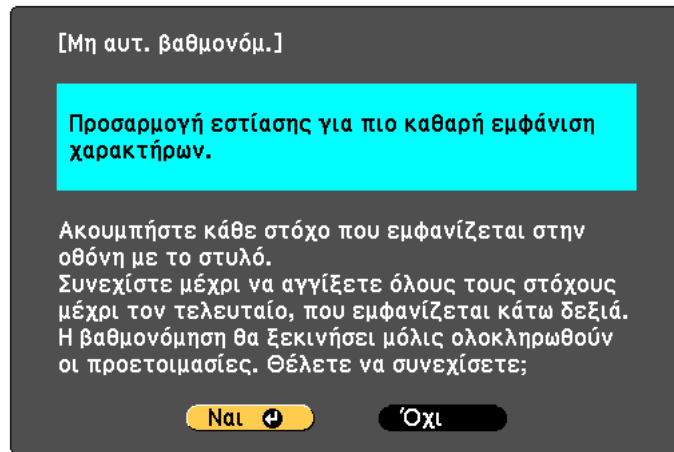 [Μη αυτ. βαθμονόμ.]
Προσαρμογή εστίασης για πιο καθαρή εμφάνιση
χαρακτήρων.
Ακουμπήστε κάθε στόχο που εμφανίζεται στην
οθόνη με το στυλό.
Συνεχίστε μέχρι να αγγίξετε όλους τους στόχους
μέχρι τον τελευταίο, που εμφανίζεται κάτω δεξιά.
Η βαθμονόμηση θα ξεκινήσει μόλις ολοκληρωθούν
οι προετοιμασίες. Θέλετε να συνεχίσετε;
Ναι Όχι